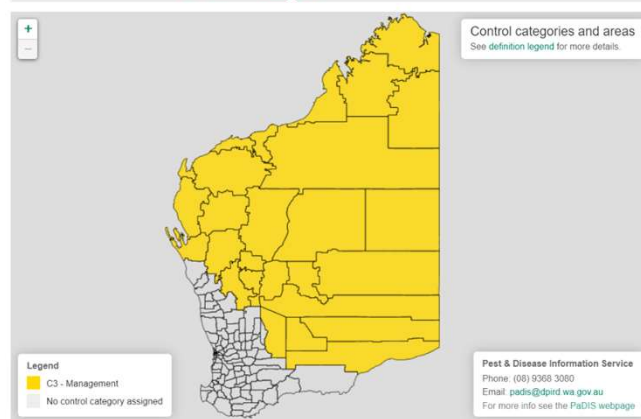 +
−
Control categories and areas
See definition legend for more details.
Legend
C3 - Management
No control category assigned
Pest & Disease Information Service
Phone: (08) 9368 3080
Email: padis@dpird.wa.gov.au
For more info see the PaDIS webpage